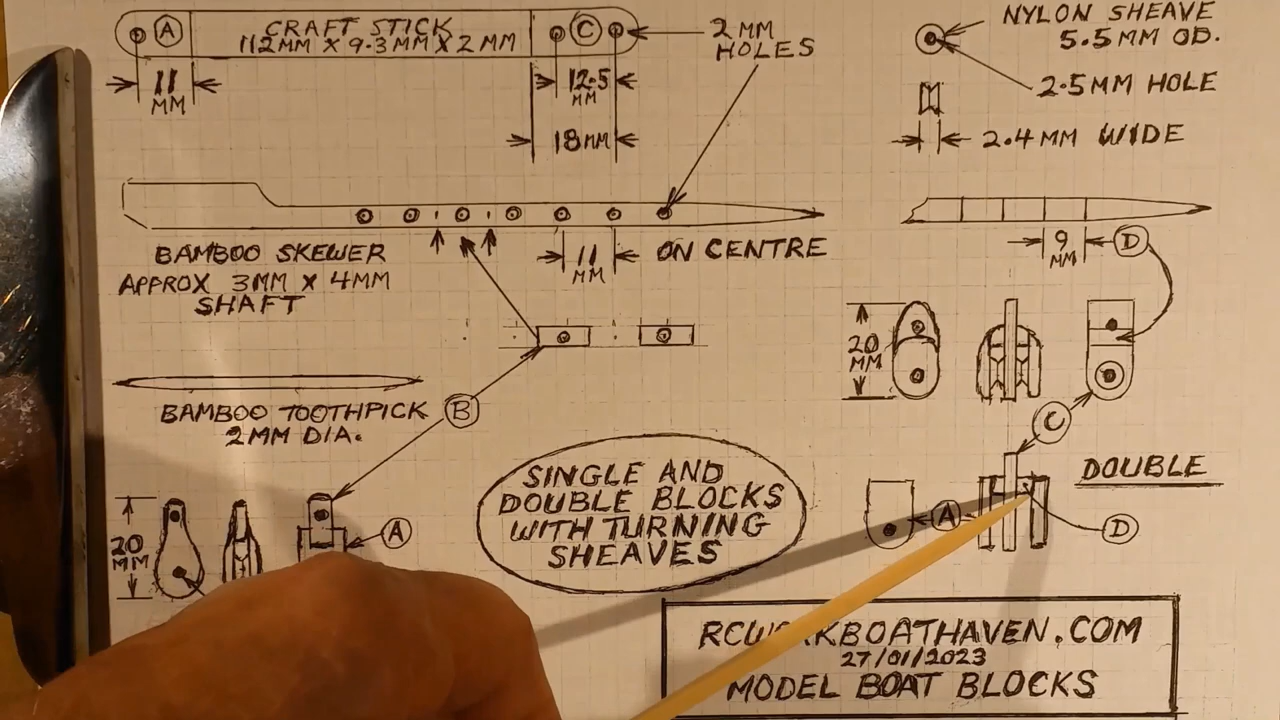 A
CRAFT STICK
112MM X 9.3MM X 2MM
C
2MM
HOLES
11
MM
12.5
MM
18MM
NYLON SHEAVE
5.5MM OD.
2.5MM HOLE
2.4MM WIDE
BAMBOO SKEWER
APPROX 3MM X 4MM
SHAFT
11
MM
ON CENTRE
9
MM
D
20
MM
BAMBOO TOOTHPICK
2MM DIA.
B
C
DOUBLE
SINGLE AND
DOUBLE BLOCKS
WITH TURNING
SHEAVES
20
MM
A
A
D
RCWORKBOATHAVEN.COM
27/01/2023
MODEL BOAT BLOCKS